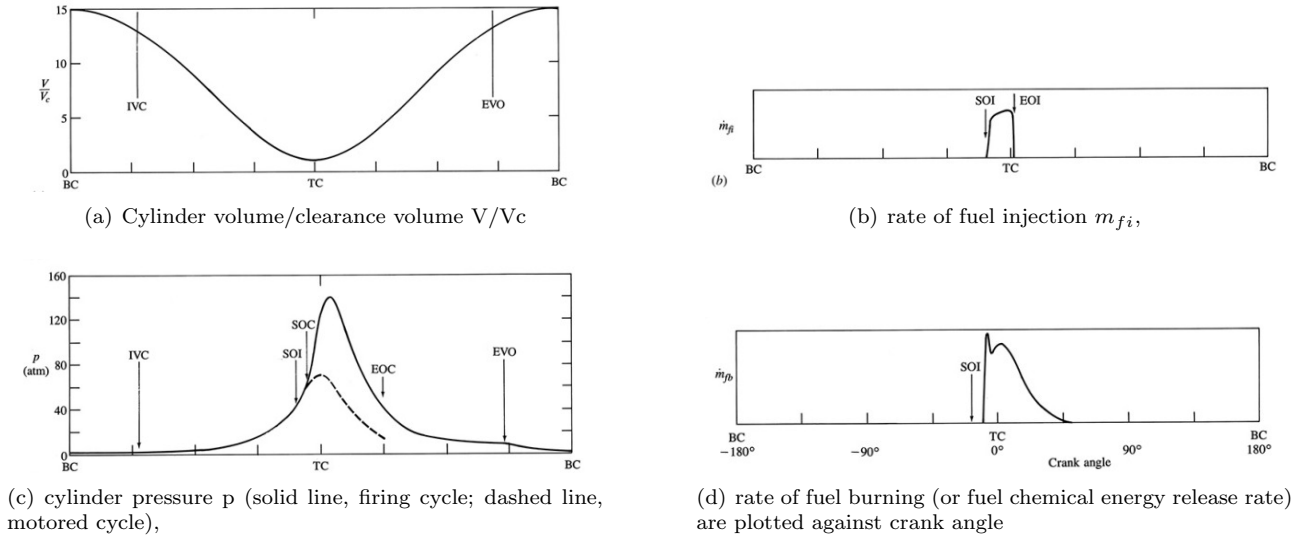 15
10
V
Vc
5
0
IVC
EVO
BC
TC
BC
(a) Cylinder volume/clearance volume V/Vc
SOI
EOI
ṁfi
BC
TC
BC
(b)
(b) rate of fuel injection mfi,
160
120
p
(atm)
80
40
0
IVC
SOI
SOC
EOC
EVO
BC
TC
BC
(c) cylinder pressure p (solid line, firing cycle; dashed line,
motored cycle),
SOI
ṁfb
BC
TC
BC
−180°
−90°
0°
90°
180°
Crank angle
(d) rate of fuel burning (or fuel chemical energy release rate)
are plotted against crank angle